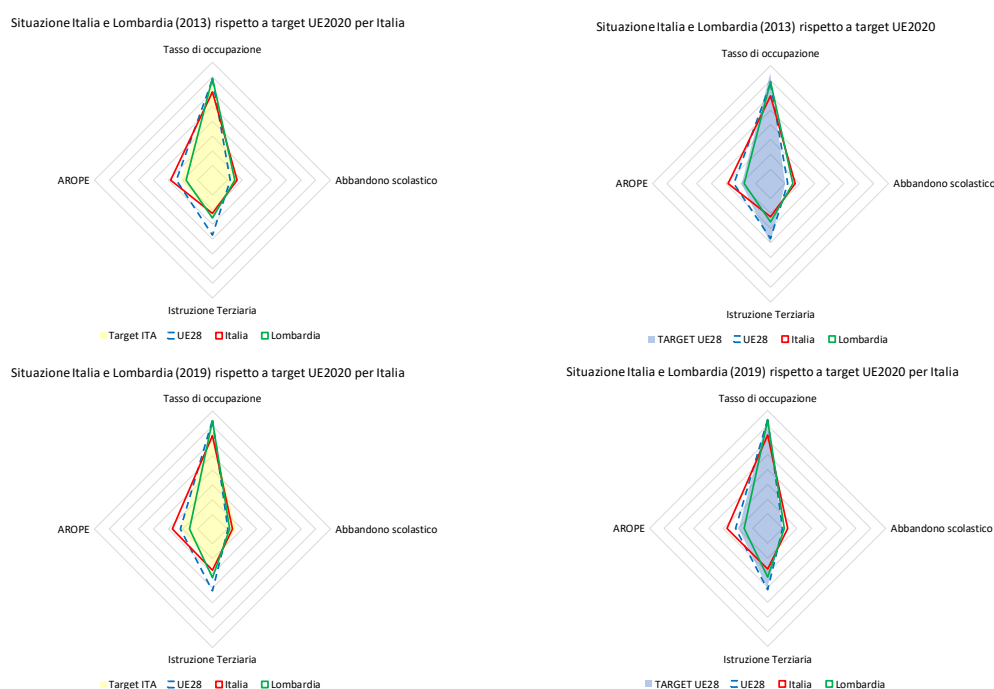 Situazione Italia e Lombardia (2013) rispetto a target UE2020 per Italia
Tasso di occupazione
AROPE
Abbandono scolastico
Istruzione Terziaria
Target ITA UE28 Italia Lombardia
Situazione Italia e Lombardia (2013) rispetto a target UE2020
Tasso di occupazione
AROPE
Abbandono scolastico
Istruzione Terziaria
TARGET UE28 UE28 Italia Lombardia
Situazione Italia e Lombardia (2019) rispetto a target UE2020 per Italia
Tasso di occupazione
AROPE
Abbandono scolastico
Istruzione Terziaria
Target ITA UE28 Italia Lombardia
Situazione Italia e Lombardia (2019) rispetto a target UE2020 per Italia
Tasso di occupazione
AROPE
Abbandono scolastico
Istruzione Terziaria
TARGET UE28 UE28 Italia Lombardia